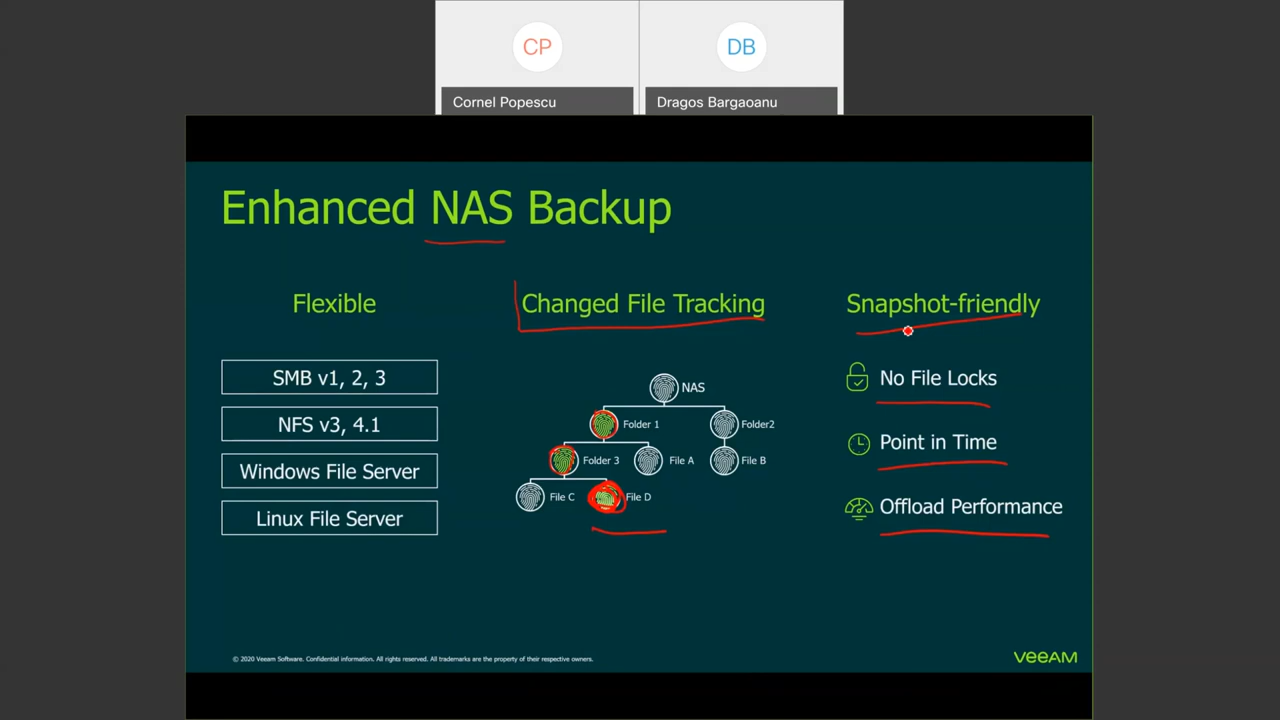 CP
DB
Cornel Popescu
Dragos Bargaoanu
Enhanced NAS Backup
Flexible
SMB v1, 2, 3
NFS v3, 4.1
Windows File Server
Linux File Server
Changed File Tracking
NAS
Folder 1
Folder2
Folder 3
File A
File B
File C
File D
Snapshot-friendly
No File Locks
Point in Time
Offload Performance
© 2020 Veeam Software. Confidential information. All rights reserved. All trademarks are the property of their respective owners.
VEEAM